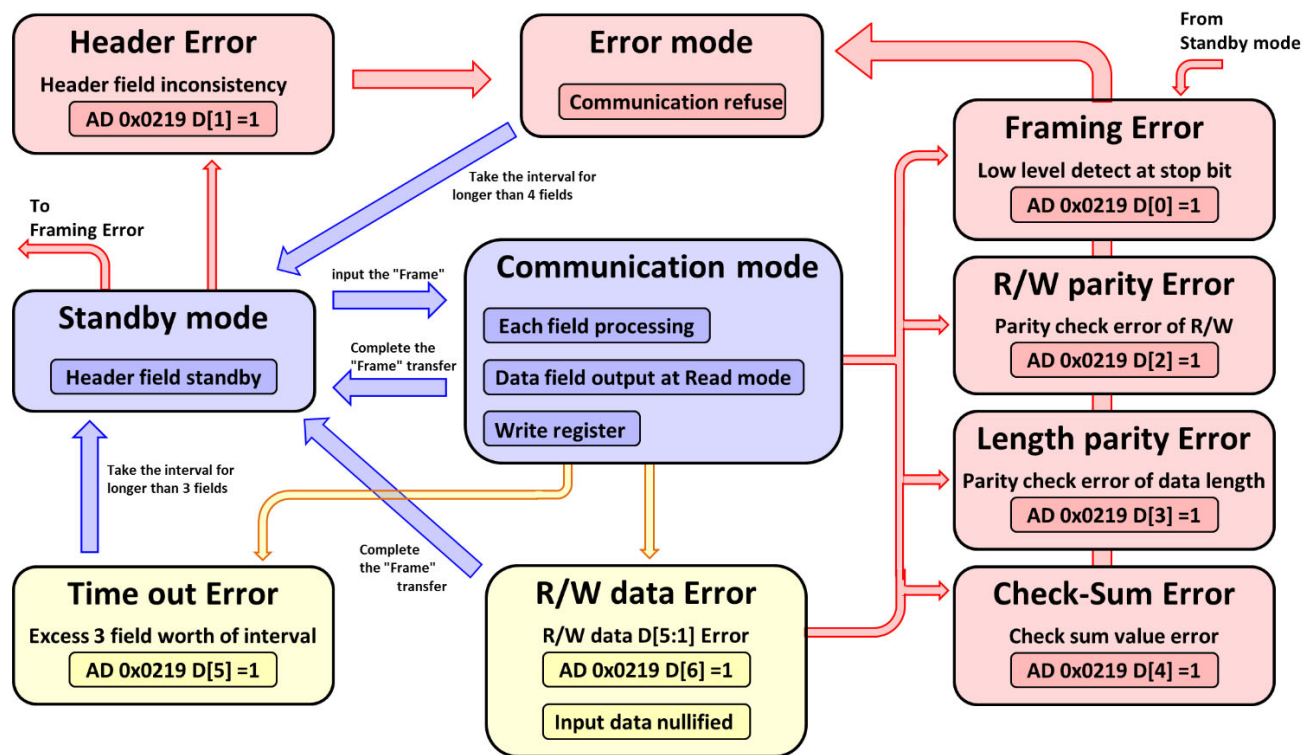 Header Error
Header field inconsistency
AD 0x0219 D[1] =1
Error mode
Communication refuse
From
Standby mode
Framing Error
Low level detect at stop bit
AD 0x0219 D[0] =1
Take the interval for
longer than 4 fields
To
Framing Error
Standby mode
Header field standby
input the "Frame"
Complete the
"Frame" transfer
Communication mode
Each field processing
Data field output at Read mode
Write register
R/W parity Error
Parity check error of R/W
AD 0x0219 D[2] =1
Length parity Error
Parity check error of data length
AD 0x0219 D[3] =1
Take the interval for
longer than 3 fields
Complete
the "Frame"
transfer
Time out Error
Excess 3 field worth of interval
AD 0x0219 D[5] =1
R/W data Error
R/W data D[5:1] Error
AD 0x0219 D[6] =1
Input data nullified
Check-Sum Error
Check sum value error
AD 0x0219 D[4] =1